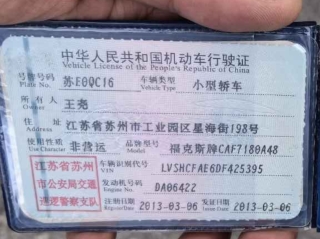 中华人民共和国机动车行驶证
Vehicle License of the People's Republic of China
号牌号码 Plate No. 苏E0QC16 车辆类型 Vehicle Type 小型轿车
所有人 Owner 王尧
住址 Address 江苏省苏州市工业园区星海街198号
使用性质 Use Character 非营运 品牌型号 Model 福克斯牌CAF7180A48
江苏省苏州市公安局交通巡逻警察支队
车辆识别代号 VIN LVSHCFAE6DF425395
发动机号码 Engine No. DA06422
注册日期 Register Date 2013-03-06 发证日期 Issue Date 2013-03-06